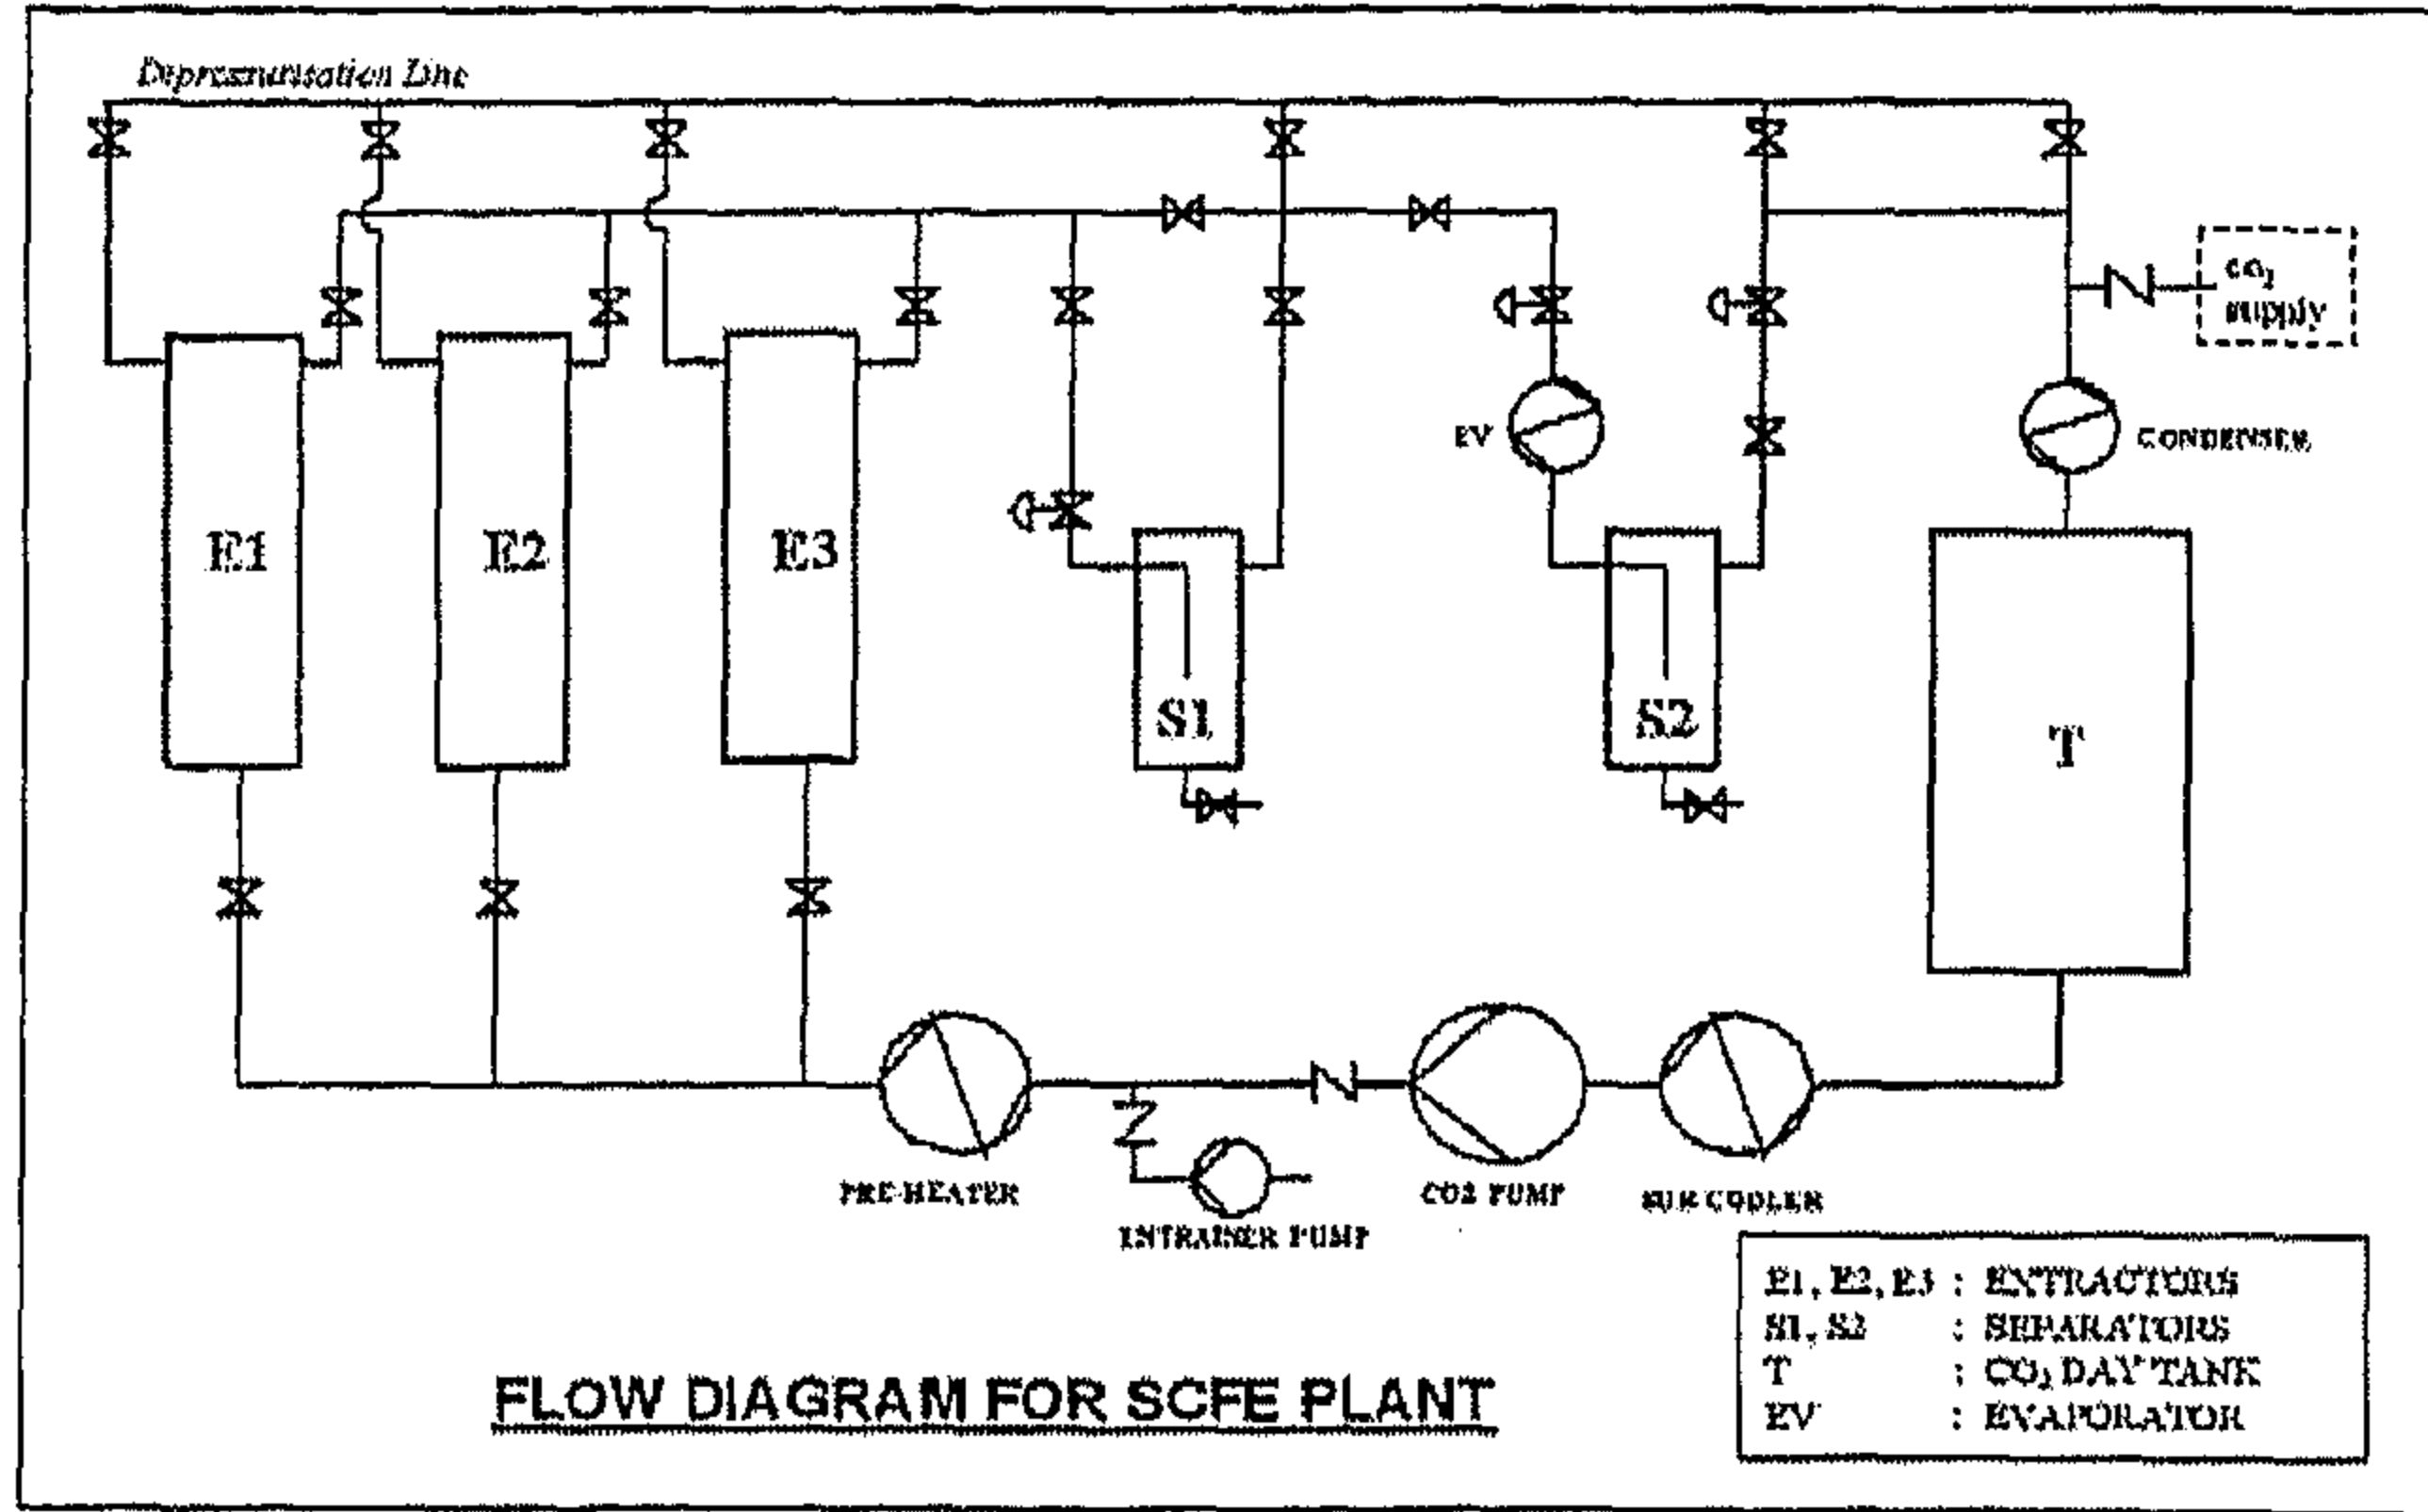 Depressurisation Line
CO2
supply
EV
CONDENSER
E1
E2
E3
S1
S2
T
PRE-HEATER
ENTRAINER PUMP
CO2 PUMP
SUB COOLER
E1, E2, E3 : EXTRACTORS
S1, S2 : SEPARATORS
T : CO2 DAY TANK
EV : EVAPORATOR
FLOW DIAGRAM FOR SCFE PLANT